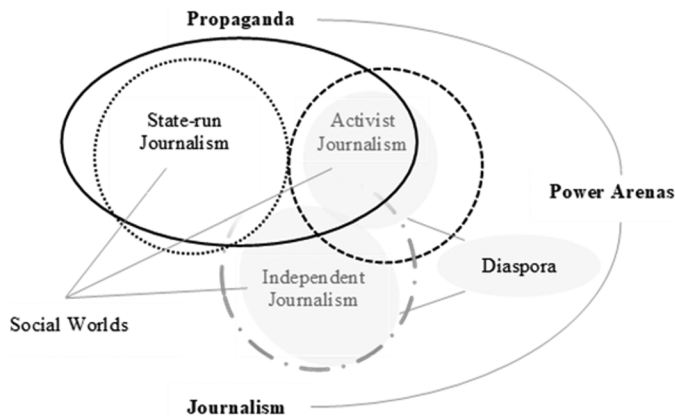 Propaganda
State-run
Journalism
Activist
Journalism
Power Arenas
Independent
Journalism
Diaspora
Social Worlds
Journalism